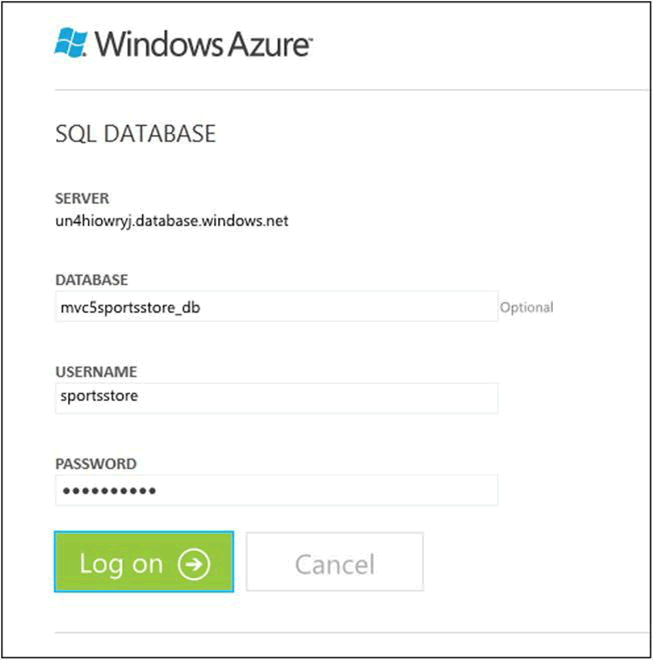 Windows Azure
SQL DATABASE
SERVER
un4hiowryj.database.windows.net
DATABASE
mvc5sportsstore_db Optional
USERNAME
sportsstore
PASSWORD
••••••••••
Log on Cancel